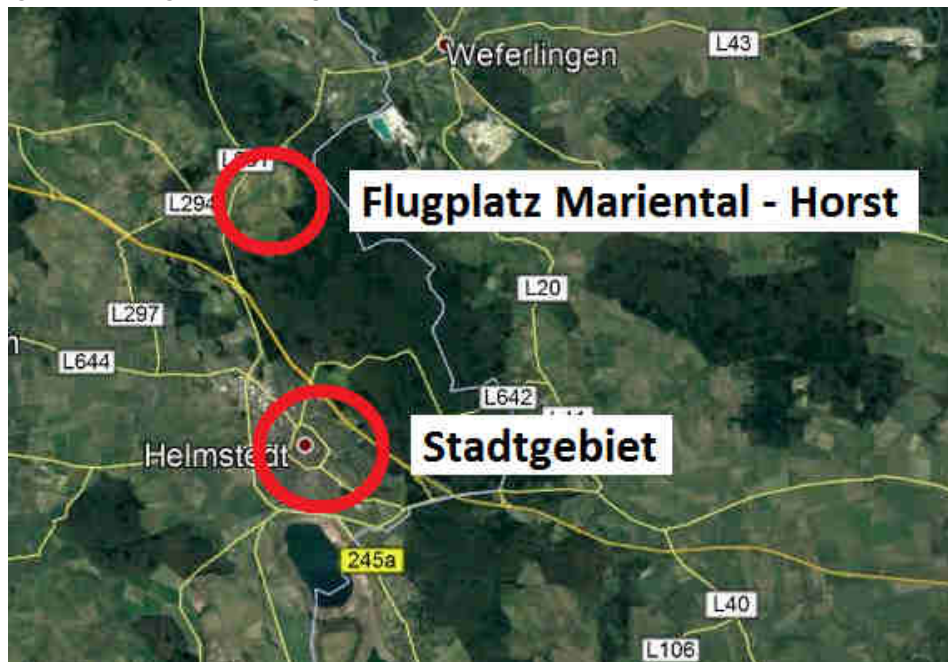 Weferlingen
L43
L294
Flugplatz Mariental - Horst
L20
L297
L644
L642
Helmstedt
Stadtgebiet
245a
L40
L106